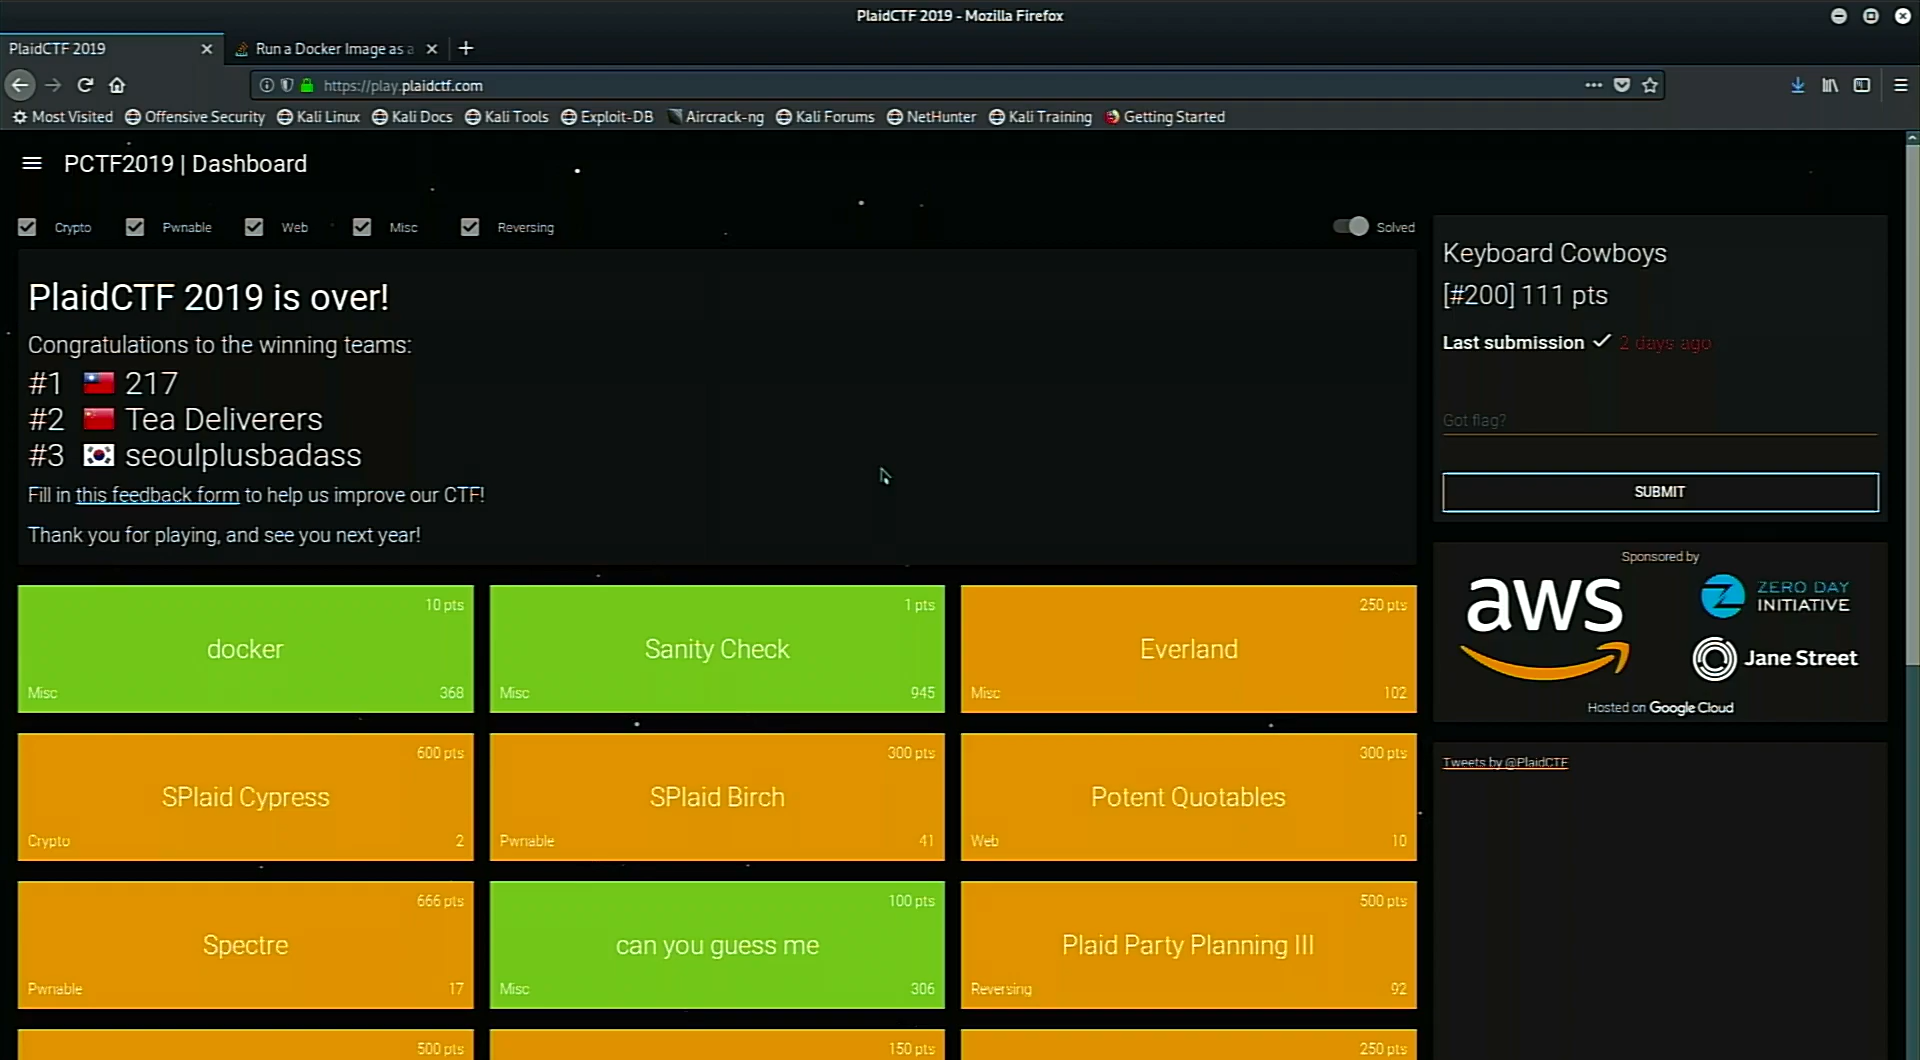 PlaidCTF 2019 - Mozilla Firefox
PlaidCTF 2019
Run a Docker Image as a
https://play.plaidctf.com
Most Visited Offensive Security Kali Linux Kali Docs Kali Tools Exploit-DB Aircrack-ng Kali Forums NetHunter Kali Training Getting Started
PCTF2019 | Dashboard
Crypto Pwnable Web Misc Reversing Solved
PlaidCTF 2019 is over!
Congratulations to the winning teams:
#1 217
#2 Tea Deliverers
#3 seoulplusbadass
Fill in this feedback form to help us improve our CTF!
Thank you for playing, and see you next year!
Keyboard Cowboys
[#200] 111 pts
Last submission ✓ 2 days ago
Got flag?
SUBMIT
Sponsored by
aws
ZERO DAY
INITIATIVE
Jane Street
Hosted on Google Cloud
Tweets by @PlaidCTF
10 pts
docker
Misc 368
1 pts
Sanity Check
Misc 945
250 pts
Everland
Misc 102
600 pts
SPlaid Cypress
Crypto 2
300 pts
SPlaid Birch
Pwnable 41
300 pts
Potent Quotables
Web 10
666 pts
Spectre
Pwnable 17
100 pts
can you guess me
Misc 306
500 pts
Plaid Party Planning III
Reversing 92
500 pts
150 pts
250 pts